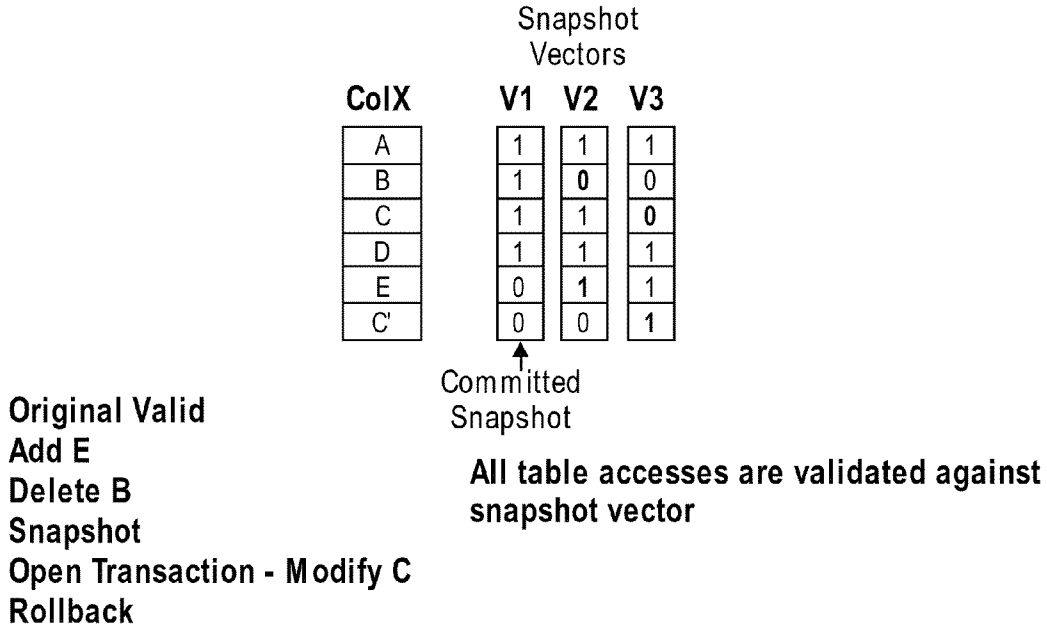 Snapshot
Vectors
ColX V1 V2 V3
A 1 1 1
B 1 0 0
C 1 1 0
D 1 1 1
E 0 1 1
C' 0 0 1
Committed
Snapshot
Original Valid
Add E
Delete B
Snapshot
Open Transaction - Modify C
Rollback
All table accesses are validated against
snapshot vector